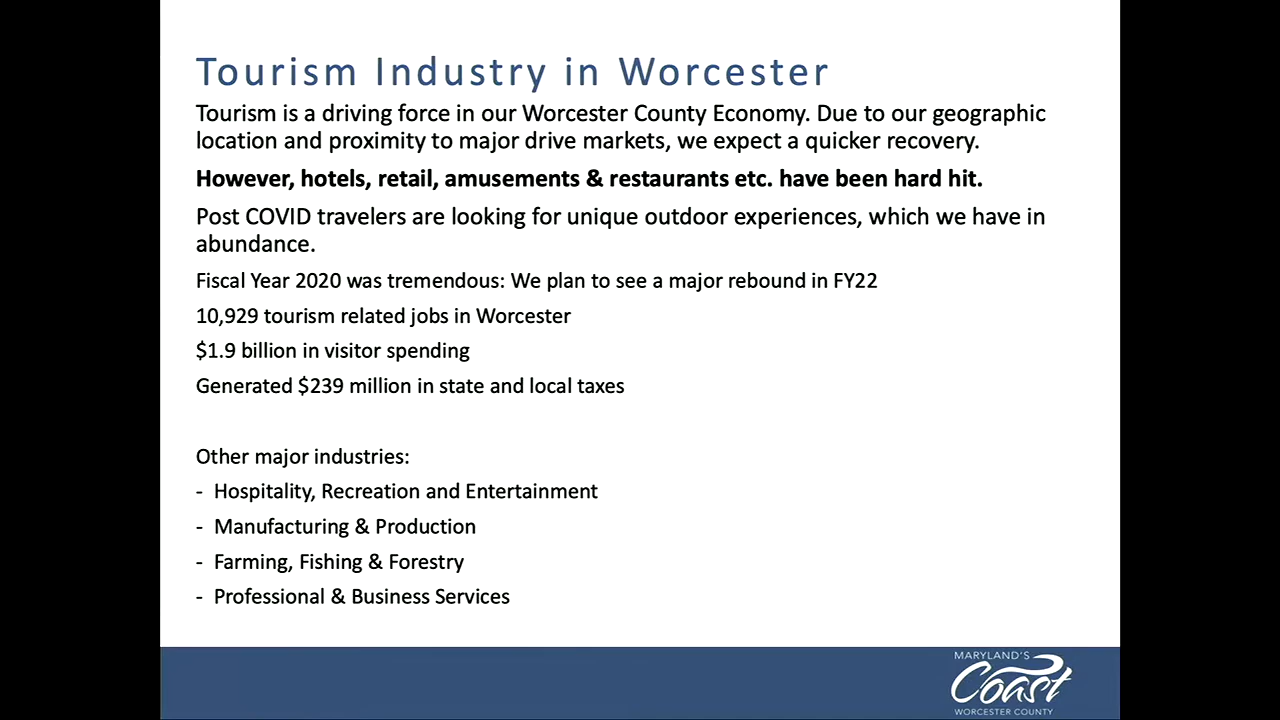 Tourism Industry in Worcester
Tourism is a driving force in our Worcester County Economy. Due to our geographic
location and proximity to major drive markets, we expect a quicker recovery.
However, hotels, retail, amusements & restaurants etc. have been hard hit.
Post COVID travelers are looking for unique outdoor experiences, which we have in
abundance.
Fiscal Year 2020 was tremendous: We plan to see a major rebound in FY22
10,929 tourism related jobs in Worcester
$1.9 billion in visitor spending
Generated $239 million in state and local taxes
Other major industries:
- Hospitality, Recreation and Entertainment
- Manufacturing & Production
- Farming, Fishing & Forestry
- Professional & Business Services
MARYLAND'S
Coast
WORCESTER COUNTY